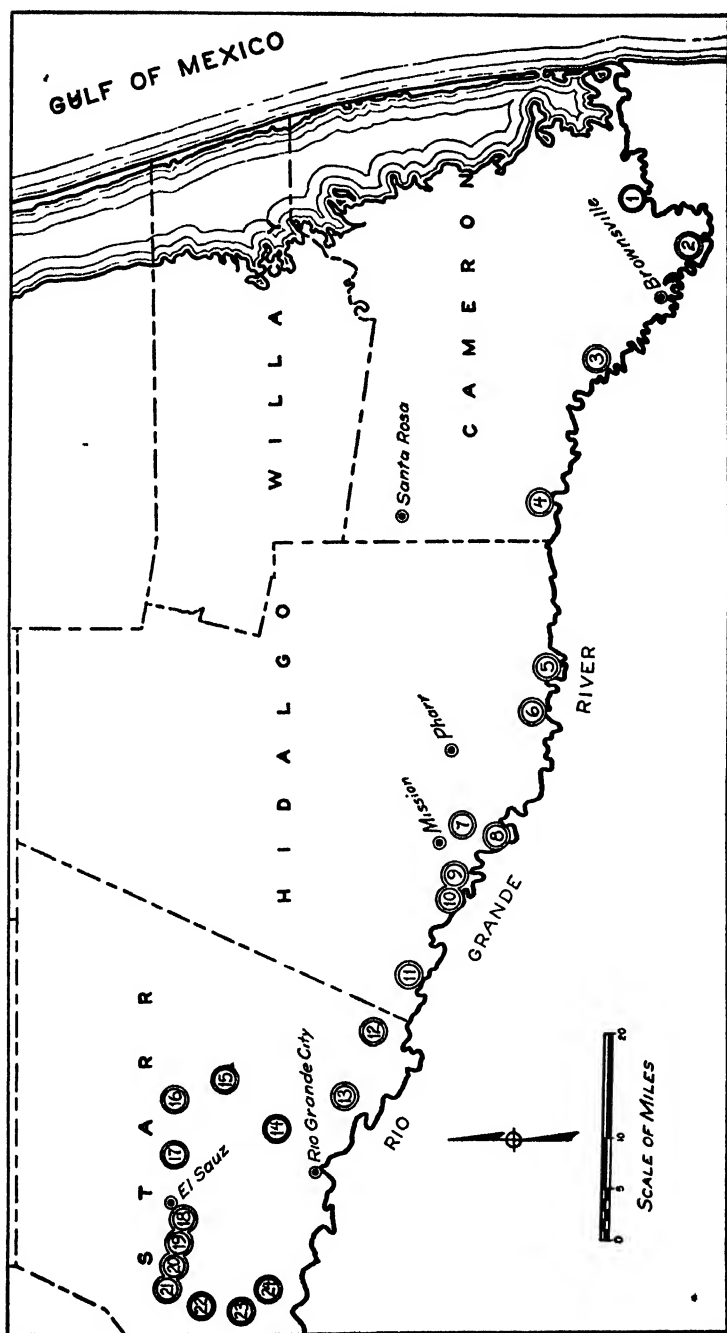 GULF OF MEXICO
WILLA
CAMERON
HIDALGO
STARR
Santa Rosa
Brownsville
Pharr
Mission
Rio Grande City
El Sauz
RIO
GRANDE
RIVER
1
2
3
4
5
6
7
8
9
10
11
12
13
14
15
16
17
18
19
20
21
22
23
24
0 5 10 20
SCALE OF MILES